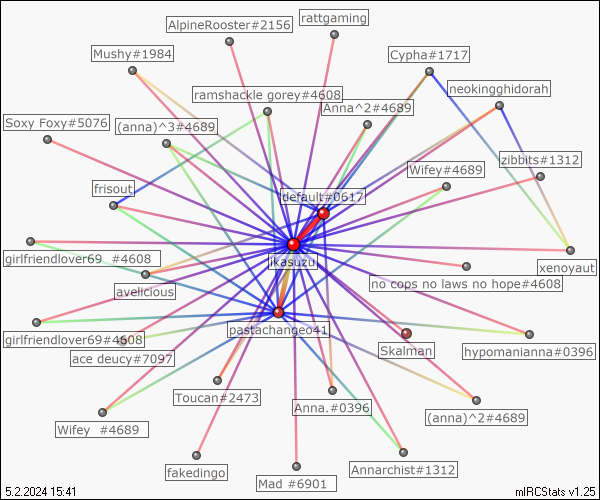 rattgaming
AlpineRooster#2156
Mushy#1984
Cypha#1717
neokingghidorah
ramshackle gorey#4608
Anna^2#4689
Soxy Foxy#5076
(anna)^3#4689
zibbits#1312
Wifey#4689
frisout
default#0617
girlfriendlover69 #4608
ikasuzu
xenoyaut
no cops no laws no hope#4608
avelicious
pastachangeo41
girlfriendlover69#4608
Skalman
hypomanianna#0396
ace deucy#7097
Toucan#2473
Anna.#0396
(anna)^2#4689
Wifey #4689
fakedingo
Annarchist#1312
Mad #6901
5.2.2024 15:41
mIRCStats v1.25